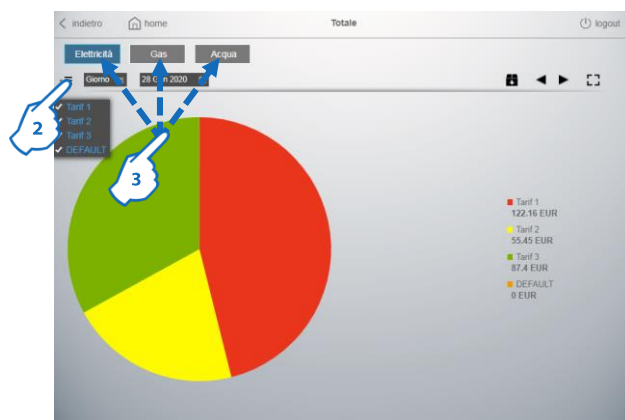 indietro
home
Totale
logout
Elettricità
Gas
Acqua
Giorno
28 Gen 2020
Tarif 1
Tarif 2
Tarif 3
DEFAULT
2
3
Tarif 1
122.16 EUR
Tarif 2
55.45 EUR
Tarif 3
87.4 EUR
DEFAULT
0 EUR